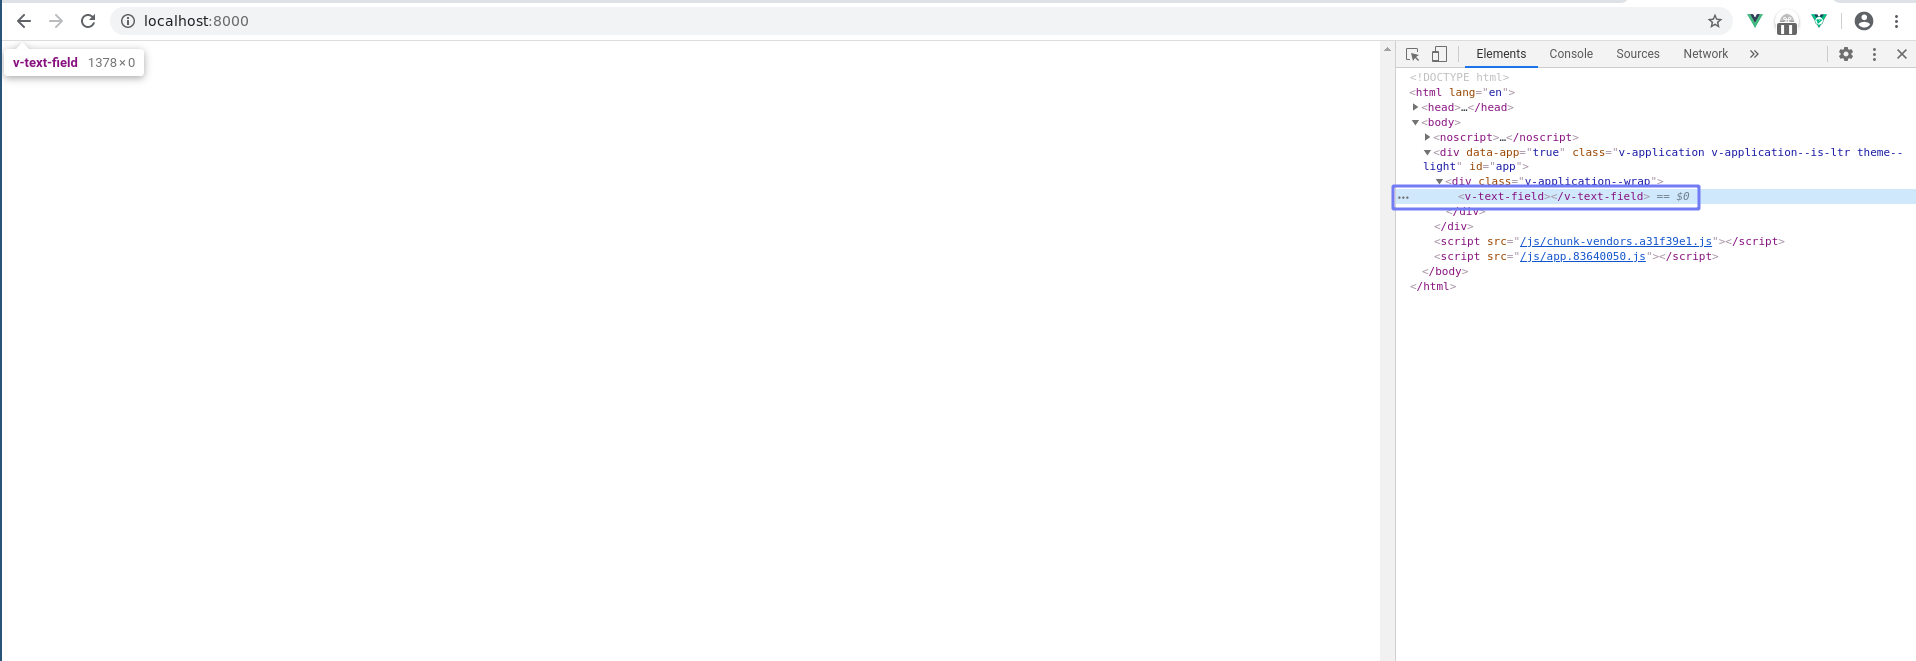 localhost:8000
v-text-field 1378×0
Elements Console Sources Network »
<!DOCTYPE html>
<html lang="en">
<head>…</head>
<body>
<noscript>…</noscript>
<div data-app="true" class="v-application v-application--is-ltr theme--
light" id="app">
<div class="v-application--wrap">
… <v-text-field></v-text-field> == $0
</div>
</div>
<script src="/js/chunk-vendors.a31f39e1.js"></script>
<script src="/js/app.83640050.js"></script>
</body>
</html>